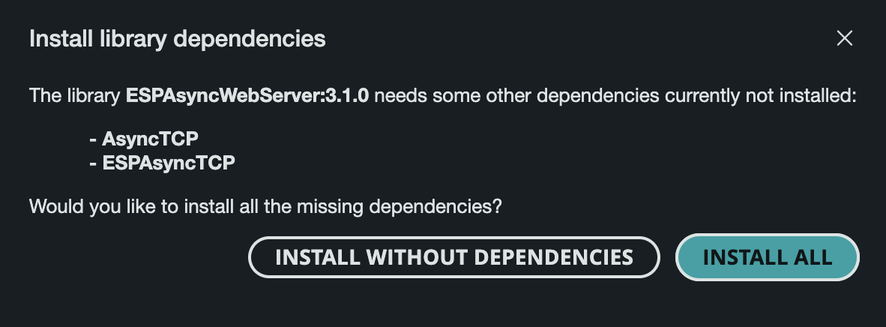 Install library dependencies
The library ESPAsyncWebServer:3.1.0 needs some other dependencies currently not installed:
- AsyncTCP
- ESPAsyncTCP
Would you like to install all the missing dependencies?
INSTALL WITHOUT DEPENDENCIES INSTALL ALL